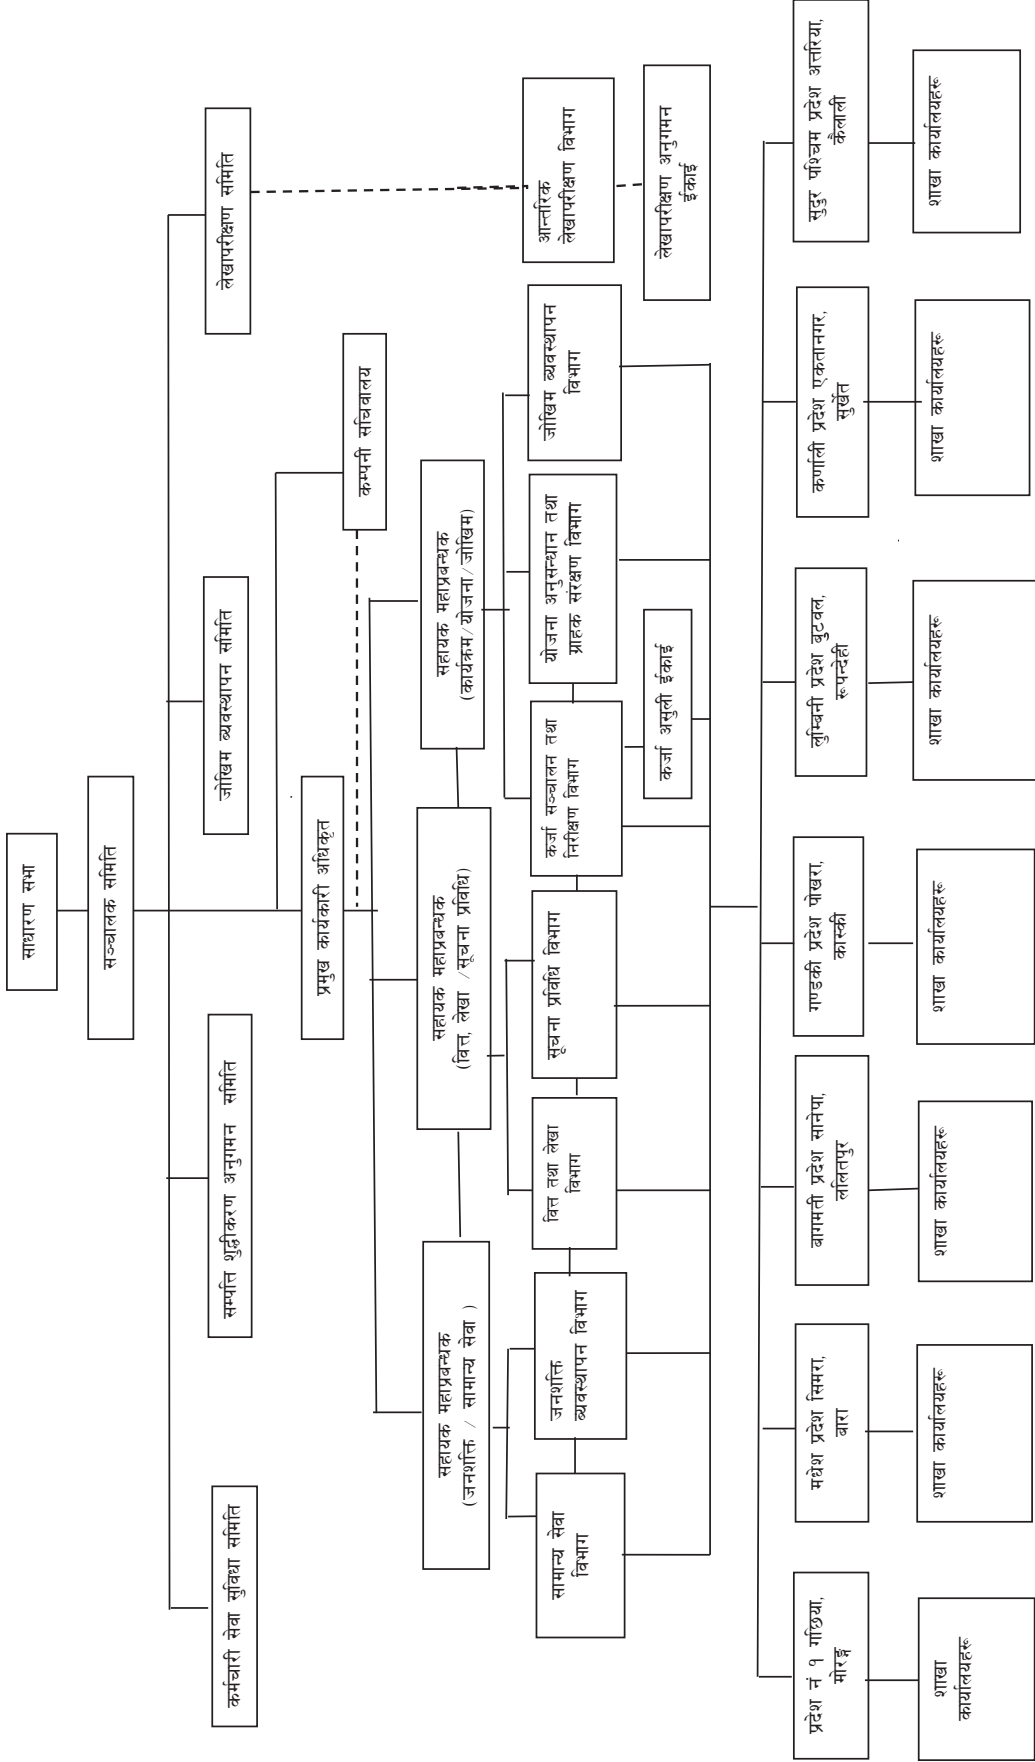 साधारण सभा
सञ्चालक समिति
कर्मचारी सेवा सुविधा समिति
सम्पत्ति शुद्धीकरण अनुगमन समिति
जोखिम व्यवस्थापन समिति
लेखापरीक्षण समिति
प्रमुख कार्यकारी अधिकृत
कम्पनी सचिवालय
सहायक महाप्रबन्धक
(जनशक्ति / सामान्य सेवा )
सहायक महाप्रबन्धक
(वित्त, लेखा /सूचना प्रविधि)
सहायक महाप्रबन्धक
(कार्यक्रम/योजना/जोखिम)
सामान्य सेवा
विभाग
जनशक्ति
व्यवस्थापन विभाग
वित्त तथा लेखा
विभाग
सूचना प्रविधि विभाग
कर्जा सञ्चालन तथा
निरीक्षण विभाग
योजना अनुसन्धान तथा
ग्राहक संरक्षण विभाग
जोखिम व्यवस्थापन
विभाग
आन्तरिक
लेखापरीक्षण विभाग
कर्जा असुली ईकाई
लेखापरीक्षण अनुगमन
ईकाई
प्रदेश नं १ गछिया,
मोरङ्ग
मधेश प्रदेश सिमरा,
बारा
बागमती प्रदेश सानेपा,
ललितपुर
गण्डकी प्रदेश पोखरा,
कास्की
लुम्बिनी प्रदेश बुटवल,
रूपन्देही
कर्णाली प्रदेश एकतानगर,
सुर्खेत
सुदुर पश्चिम प्रदेश अत्तरिया,
कैलाली
शाखा
कार्यालयहरू
शाखा कार्यालयहरू
शाखा कार्यालयहरू
शाखा कार्यालयहरू
शाखा कार्यालयहरू
शाखा कार्यालयहरू
शाखा कार्यालयहरू